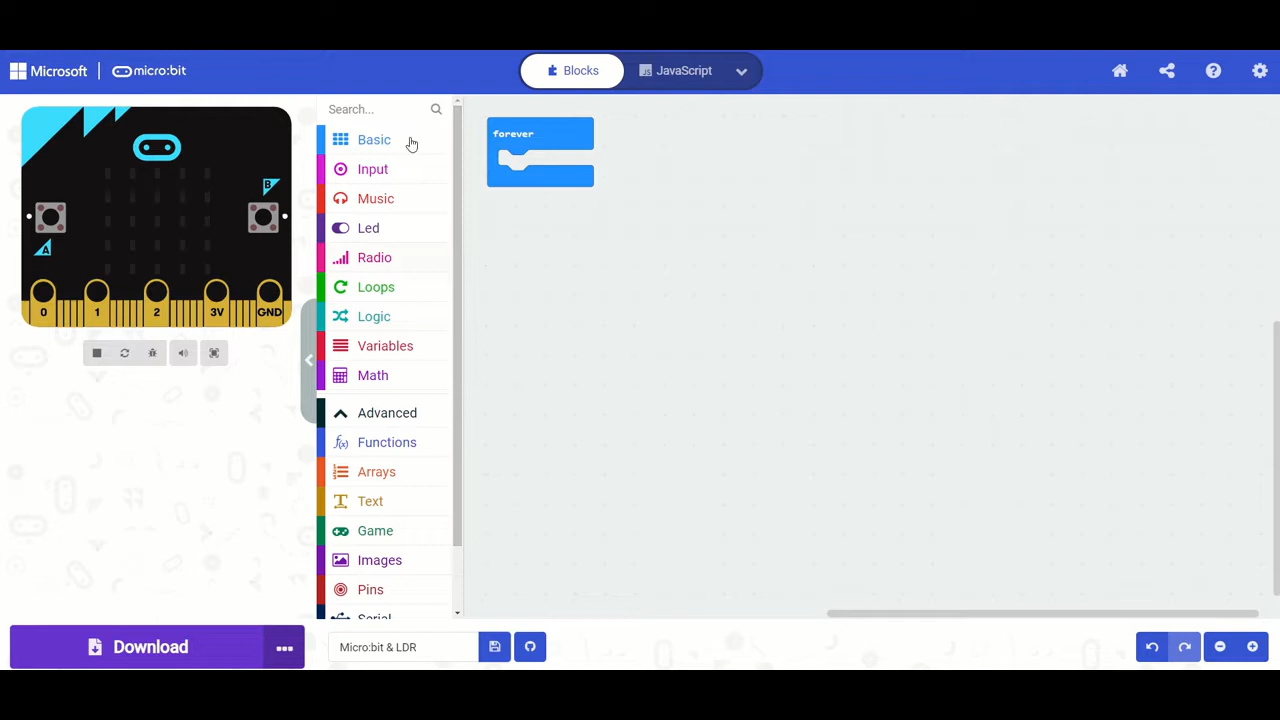 Microsoft micro:bit
Blocks
JavaScript
Search...
Basic
Input
Music
Led
Radio
Loops
Logic
Variables
Math
Advanced
Functions
Arrays
Text
Game
Images
Pins
Serial
forever
A
B
0 1 2 3V GND
Download
Micro:bit & LDR